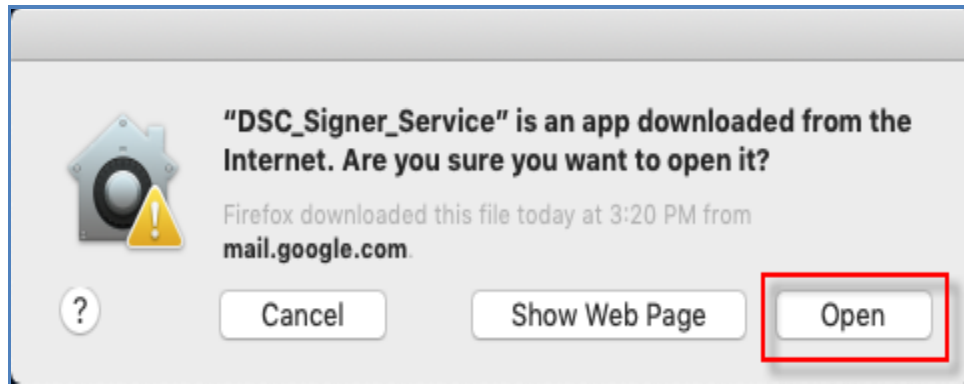 “DSC_Signer_Service” is an app downloaded from the
Internet. Are you sure you want to open it?
Firefox downloaded this file today at 3:20 PM from
mail.google.com.
?
Cancel
Show Web Page
Open